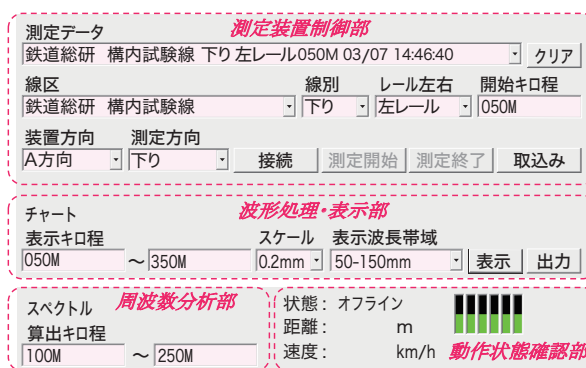 測定装置制御部
測定データ
鉄道総研 構内試験線 下り 左レール050M 03/07 14:46:40 クリア
線区 線別 レール左右 開始キロ程
鉄道総研 構内試験線 下り 左レール 050M
装置方向 測定方向
A方向 下り 接続 測定開始 測定終了 取込み
チャート 波形処理・表示部
表示キロ程 スケール 表示波長帯域
050M ~ 350M 0.2mm 50-150mm 表示 出力
スペクトル 周波数分析部
算出キロ程
100M ~ 250M
状態: オフライン
距離: m
速度: km/h 動作状態確認部